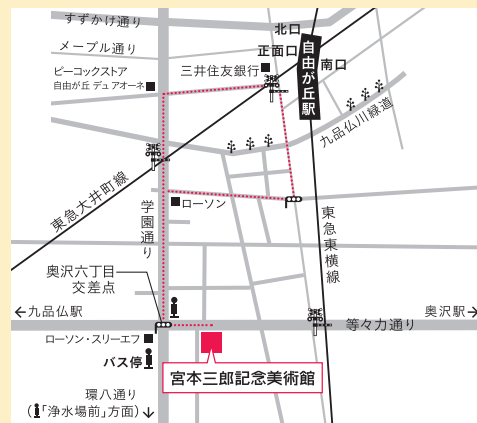 すずかけ通り
北口
メープル通り
正面口
自由が丘駅
南口
三井住友銀行
ピーコックストア
自由が丘 デュアオーネ
九品仏川緑道
東急大井町線
学園通り
ローソン
東急東横線
奥沢六丁目
交差点
←九品仏駅
奥沢駅→
等々力通り
ローソン・スリーエフ
バス停
宮本三郎記念美術館
環八通り
(「浄水場前」方面)↓